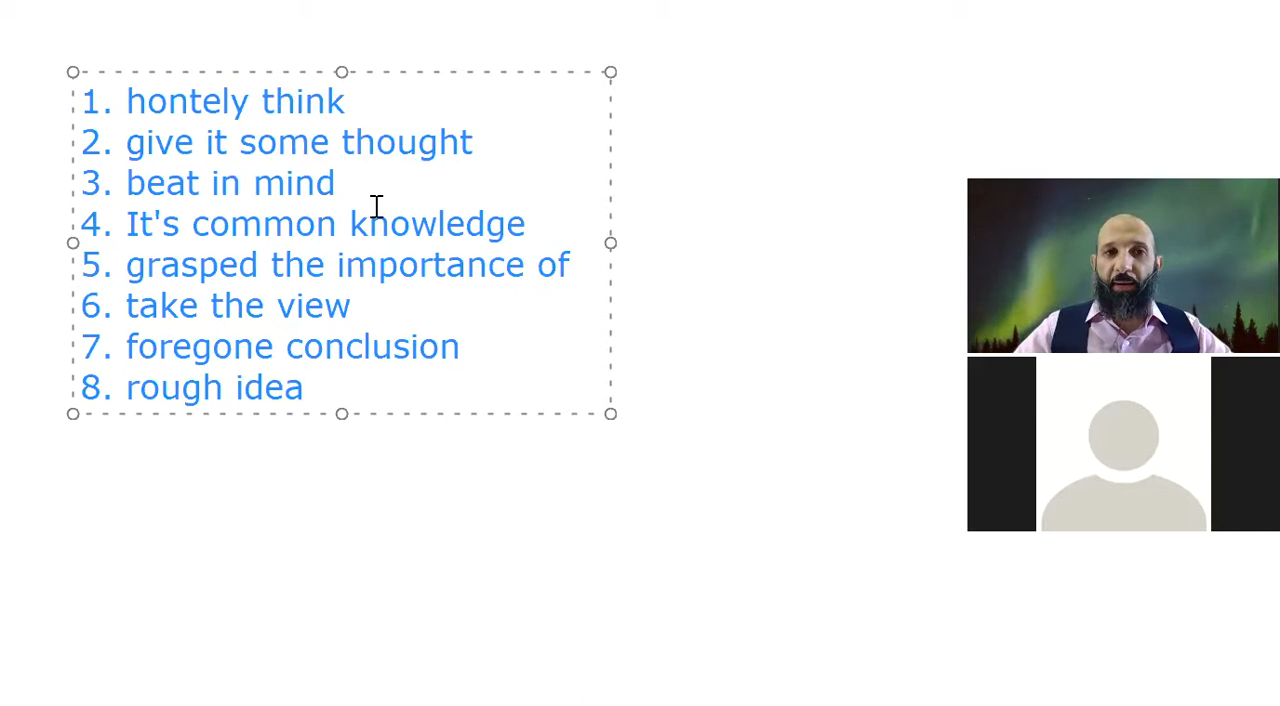 1. hontely think
2. give it some thought
3. beat in mind
4. It's common knowledge
5. grasped the importance of
6. take the view
7. foregone conclusion
8. rough idea